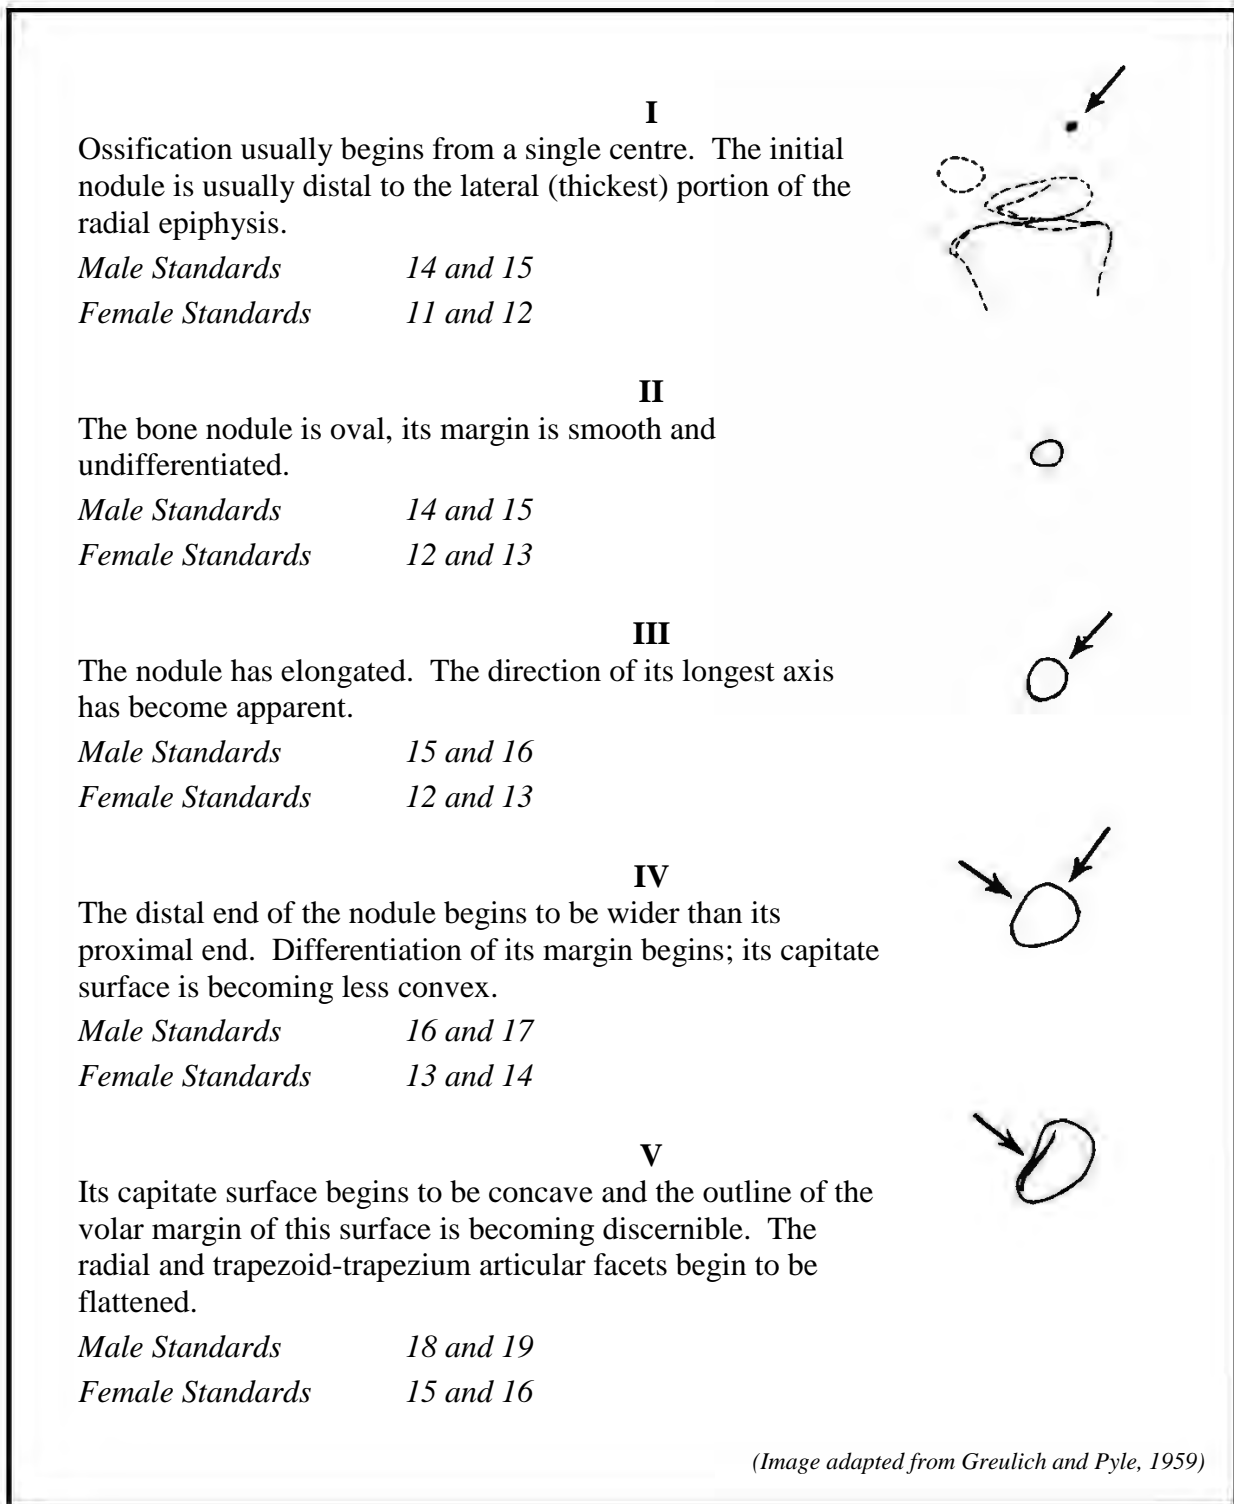 I
Ossification usually begins from a single centre. The initial
nodule is usually distal to the lateral (thickest) portion of the
radial epiphysis.
Male Standards 14 and 15
Female Standards 11 and 12
II
The bone nodule is oval, its margin is smooth and
undifferentiated.
Male Standards 14 and 15
Female Standards 12 and 13
III
The nodule has elongated. The direction of its longest axis
has become apparent.
Male Standards 15 and 16
Female Standards 12 and 13
IV
The distal end of the nodule begins to be wider than its
proximal end. Differentiation of its margin begins; its capitate
surface is becoming less convex.
Male Standards 16 and 17
Female Standards 13 and 14
V
Its capitate surface begins to be concave and the outline of the
volar margin of this surface is becoming discernible. The
radial and trapezoid-trapezium articular facets begin to be
flattened.
Male Standards 18 and 19
Female Standards 15 and 16
(Image adapted from Greulich and Pyle, 1959)